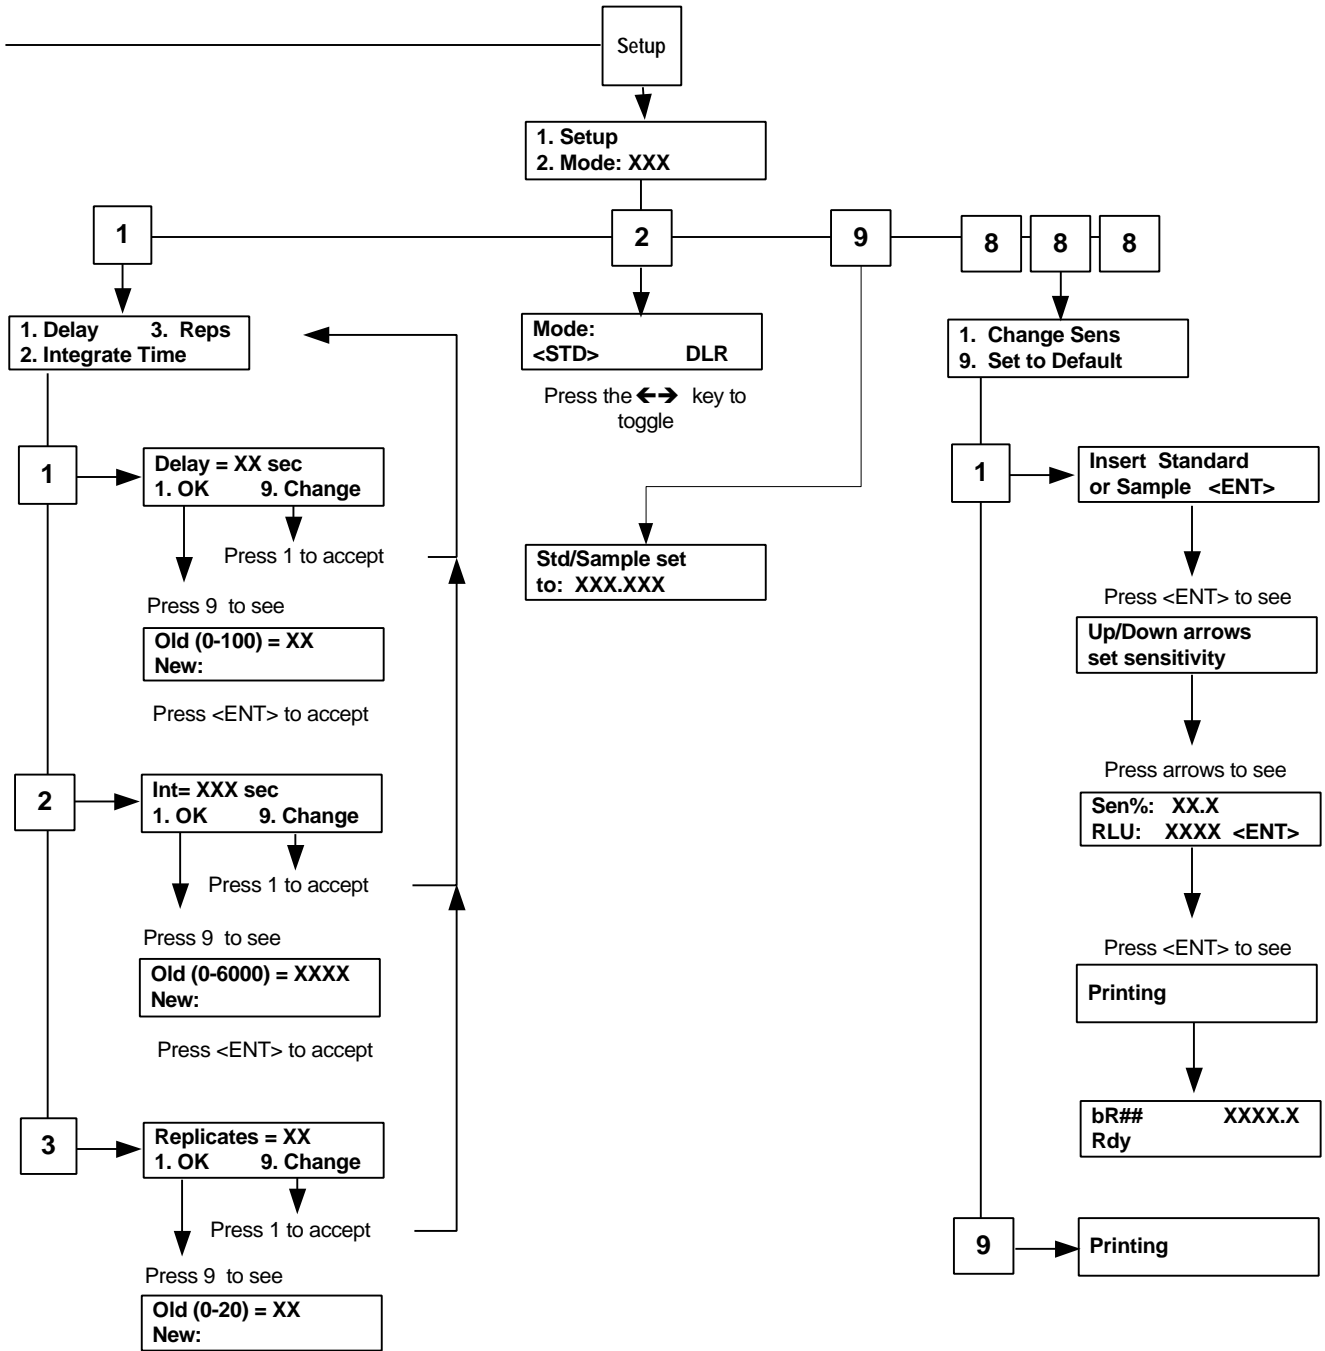 Setup
1. Setup
2. Mode: XXX
1
2
9
8
8
8
1. Delay 3. Reps
2. Integrate Time
1
Delay = XX sec
1. OK 9. Change
Press 1 to accept
Press 9 to see
Old (0-100) = XX
New:
Press <ENT> to accept
2
Int= XXX sec
1. OK 9. Change
Press 1 to accept
Press 9 to see
Old (0-6000) = XXXX
New:
Press <ENT> to accept
3
Replicates = XX
1. OK 9. Change
Press 1 to accept
Press 9 to see
Old (0-20) = XX
New:
Mode:
<STD> DLR
Press the ←→ key to
toggle
Std/Sample set
to: XXX.XXX
1. Change Sens
9. Set to Default
1
Insert Standard
or Sample <ENT>
Press <ENT> to see
Up/Down arrows
set sensitivity
Press arrows to see
Sen%: XX.X
RLU: XXXX <ENT>
Press <ENT> to see
Printing
bR## XXXX.X
Rdy
9
Printing